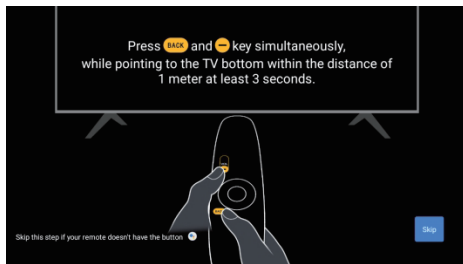 Press BACK and − key simultaneously,
while pointing to the TV bottom within the distance of
1 meter at least 3 seconds.
Skip this step if your remote doesn't have the button
Skip